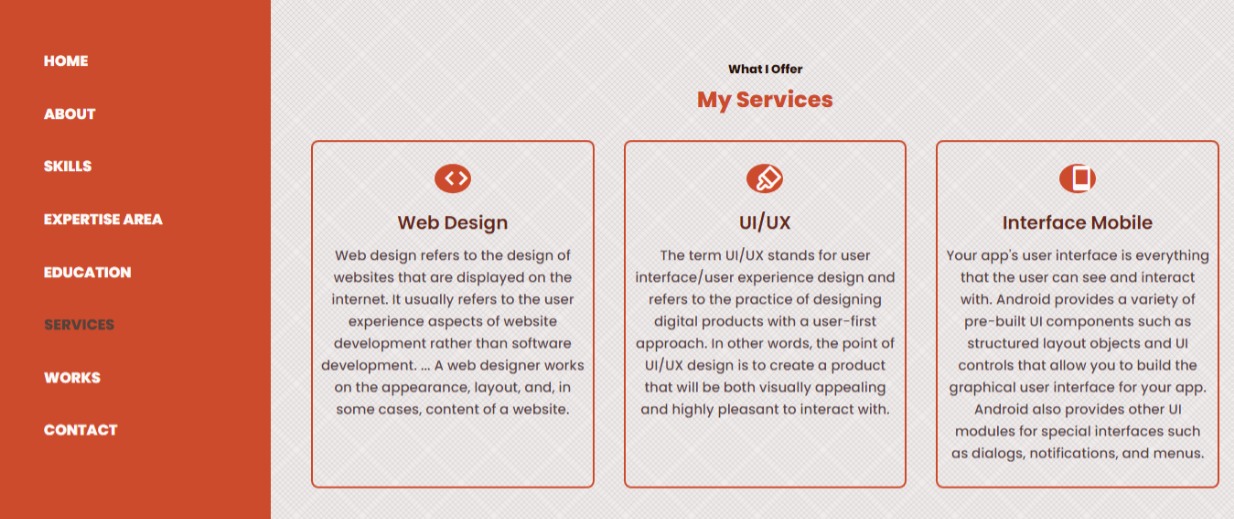 HOME
ABOUT
SKILLS
EXPERTISE AREA
EDUCATION
SERVICES
WORKS
CONTACT
What I Offer
My Services
Web Design
Web design refers to the design of
websites that are displayed on the
internet. It usually refers to the user
experience aspects of website
development rather than software
development. ... A web designer works
on the appearance, layout, and, in
some cases, content of a website.
UI/UX
The term UI/UX stands for user
interface/user experience design and
refers to the practice of designing
digital products with a user-first
approach. In other words, the point of
UI/UX design is to create a product
that will be both visually appealing
and highly pleasant to interact with.
Interface Mobile
Your app's user interface is everything
that the user can see and interact
with. Android provides a variety of
pre-built UI components such as
structured layout objects and UI
controls that allow you to build the
graphical user interface for your app.
Android also provides other UI
modules for special interfaces such
as dialogs, notifications, and menus.